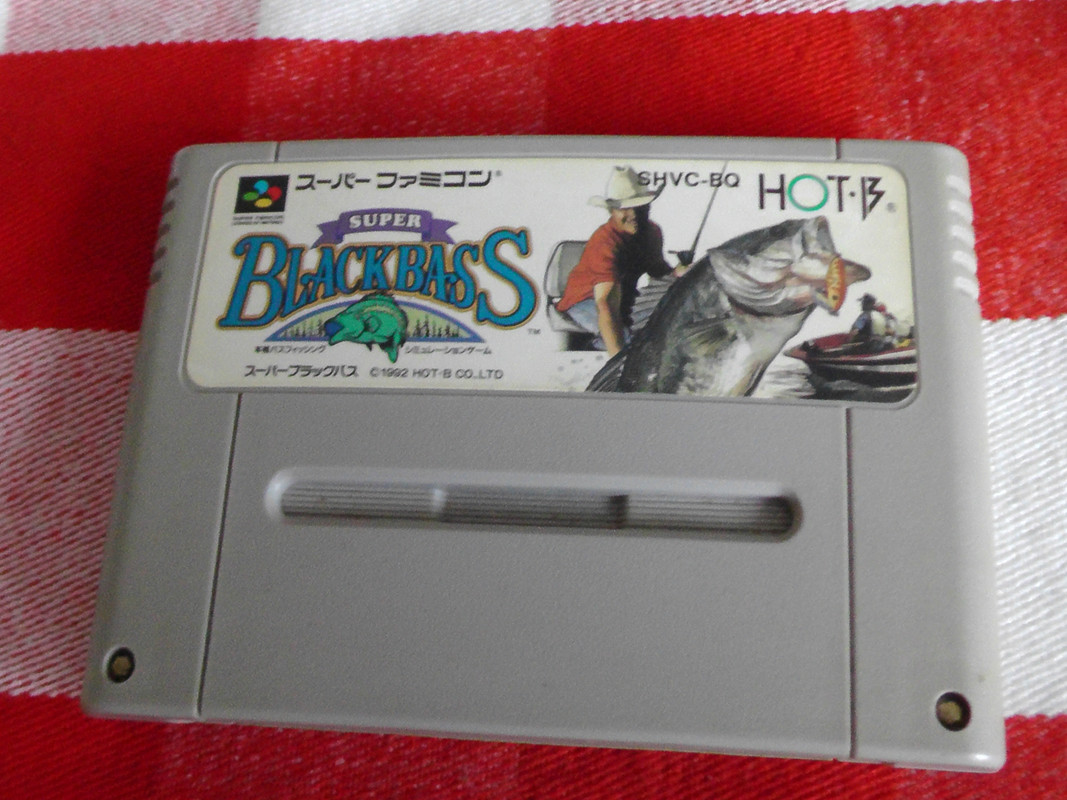 スーパー ファミコン®
SHVC-BQ
HOT・B®
SUPER
BLACKBASS™
本格バスフィッシング
シミュレーションゲーム
スーパーブラックバス ©1992 HOT-B CO.,LTD